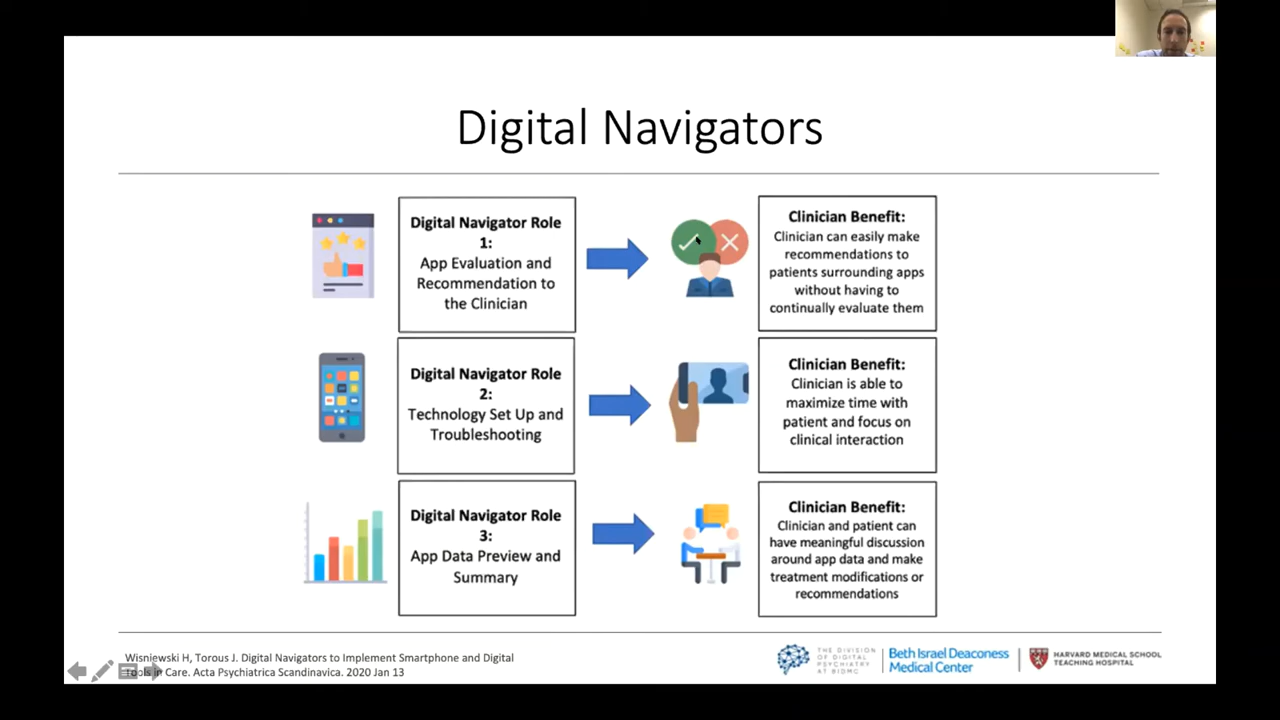 Digital Navigators
Digital Navigator Role
1:
App Evaluation and
Recommendation to
the Clinician
Clinician Benefit:
Clinician can easily make
recommendations to
patients surrounding apps
without having to
continually evaluate them
Digital Navigator Role
2:
Technology Set Up and
Troubleshooting
Clinician Benefit:
Clinician is able to
maximize time with
patient and focus on
clinical interaction
Digital Navigator Role
3:
App Data Preview and
Summary
Clinician Benefit:
Clinician and patient can
have meaningful discussion
around app data and make
treatment modifications or
recommendations
Wisniewski H, Torous J. Digital Navigators to Implement Smartphone and Digital
Tools in Care. Acta Psychiatrica Scandinavica. 2020 Jan 13
THE DIVISION
OF DIGITAL
PSYCHIATRY
AT BIDMC
Beth Israel Deaconess
Medical Center
HARVARD MEDICAL SCHOOL
TEACHING HOSPITAL